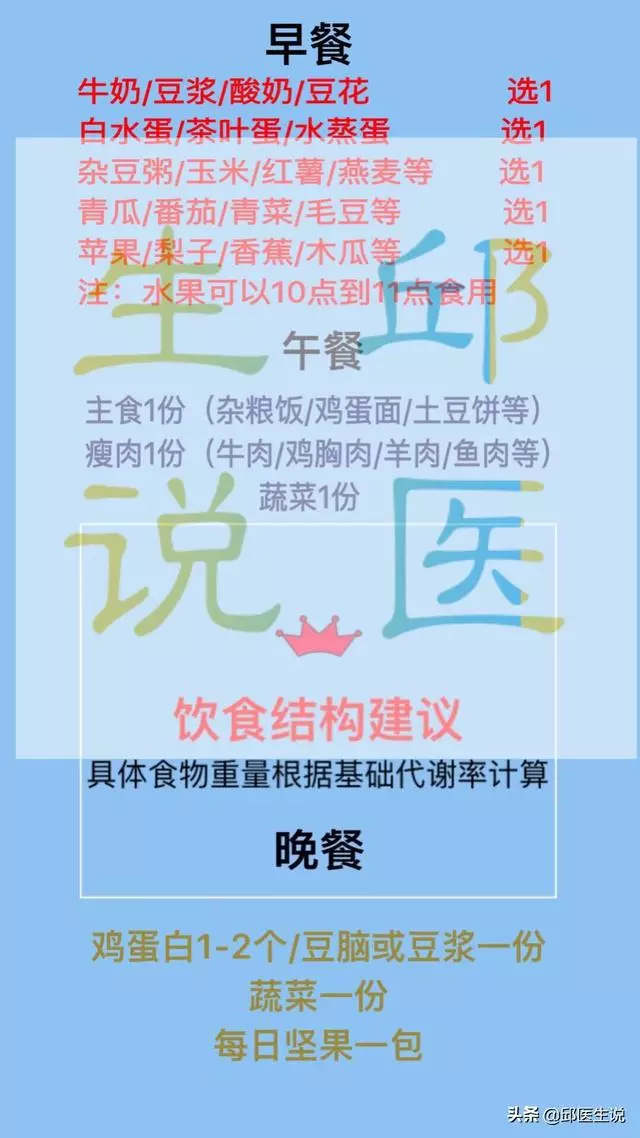 早餐
牛奶/豆浆/酸奶/豆花 选1
白水蛋/茶叶蛋/水蒸蛋 选1
杂豆粥/玉米/红薯/燕麦等 选1
青瓜/番茄/青菜/毛豆等 选1
苹果/梨子/香蕉/木瓜等 选1
注：水果可以10点到11点食用
生 邱
午餐
主食1份（杂粮饭/鸡蛋面/土豆饼等）
瘦肉1份（牛肉/鸡胸肉/羊肉/鱼肉等）
蔬菜1份
说 医
饮食结构建议
具体食物重量根据基础代谢率计算
晚餐
鸡蛋白1-2个/豆脑或豆浆一份
蔬菜一份
每日坚果一包
头条 @邱医生说